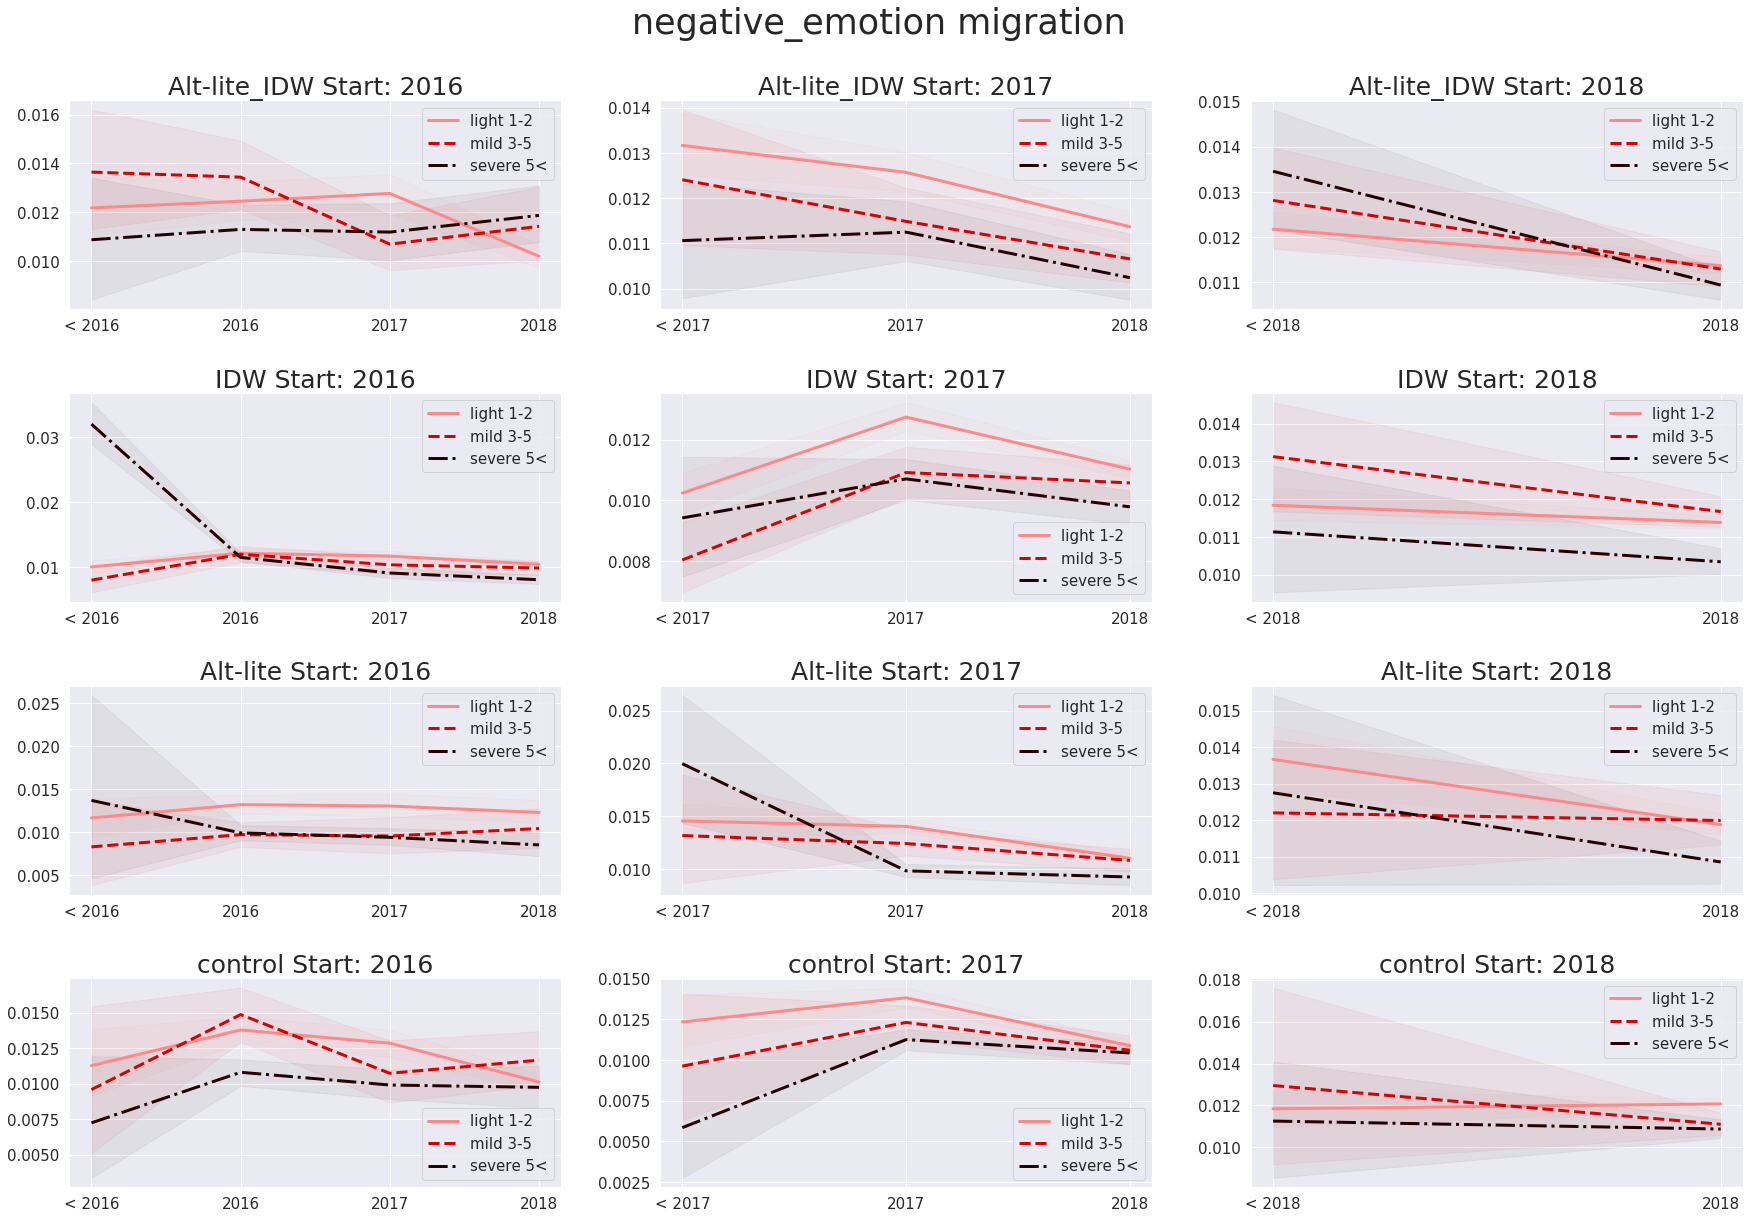 negative_emotion migration
Alt-lite_IDW Start: 2016
0.016
0.014
0.012
0.010
light 1-2
mild 3-5
severe 5<
< 2016
2016
2017
2018
Alt-lite_IDW Start: 2017
0.014
0.013
0.012
0.011
0.010
light 1-2
mild 3-5
severe 5<
< 2017
2017
2018
Alt-lite_IDW Start: 2018
0.015
0.014
0.013
0.012
0.011
light 1-2
mild 3-5
severe 5<
< 2018
2018
IDW Start: 2016
0.03
0.02
0.01
light 1-2
mild 3-5
severe 5<
< 2016
2016
2017
2018
IDW Start: 2017
0.012
0.010
0.008
light 1-2
mild 3-5
severe 5<
< 2017
2017
2018
IDW Start: 2018
0.014
0.013
0.012
0.011
0.010
light 1-2
mild 3-5
severe 5<
< 2018
2018
Alt-lite Start: 2016
0.025
0.020
0.015
0.010
0.005
light 1-2
mild 3-5
severe 5<
< 2016
2016
2017
2018
Alt-lite Start: 2017
0.025
0.020
0.015
0.010
light 1-2
mild 3-5
severe 5<
< 2017
2017
2018
Alt-lite Start: 2018
0.015
0.014
0.013
0.012
0.011
0.010
light 1-2
mild 3-5
severe 5<
< 2018
2018
control Start: 2016
0.0150
0.0125
0.0100
0.0075
0.0050
light 1-2
mild 3-5
severe 5<
< 2016
2016
2017
2018
control Start: 2017
0.0150
0.0125
0.0100
0.0075
0.0050
0.0025
light 1-2
mild 3-5
severe 5<
< 2017
2017
2018
control Start: 2018
0.018
0.016
0.014
0.012
0.010
light 1-2
mild 3-5
severe 5<
< 2018
2018